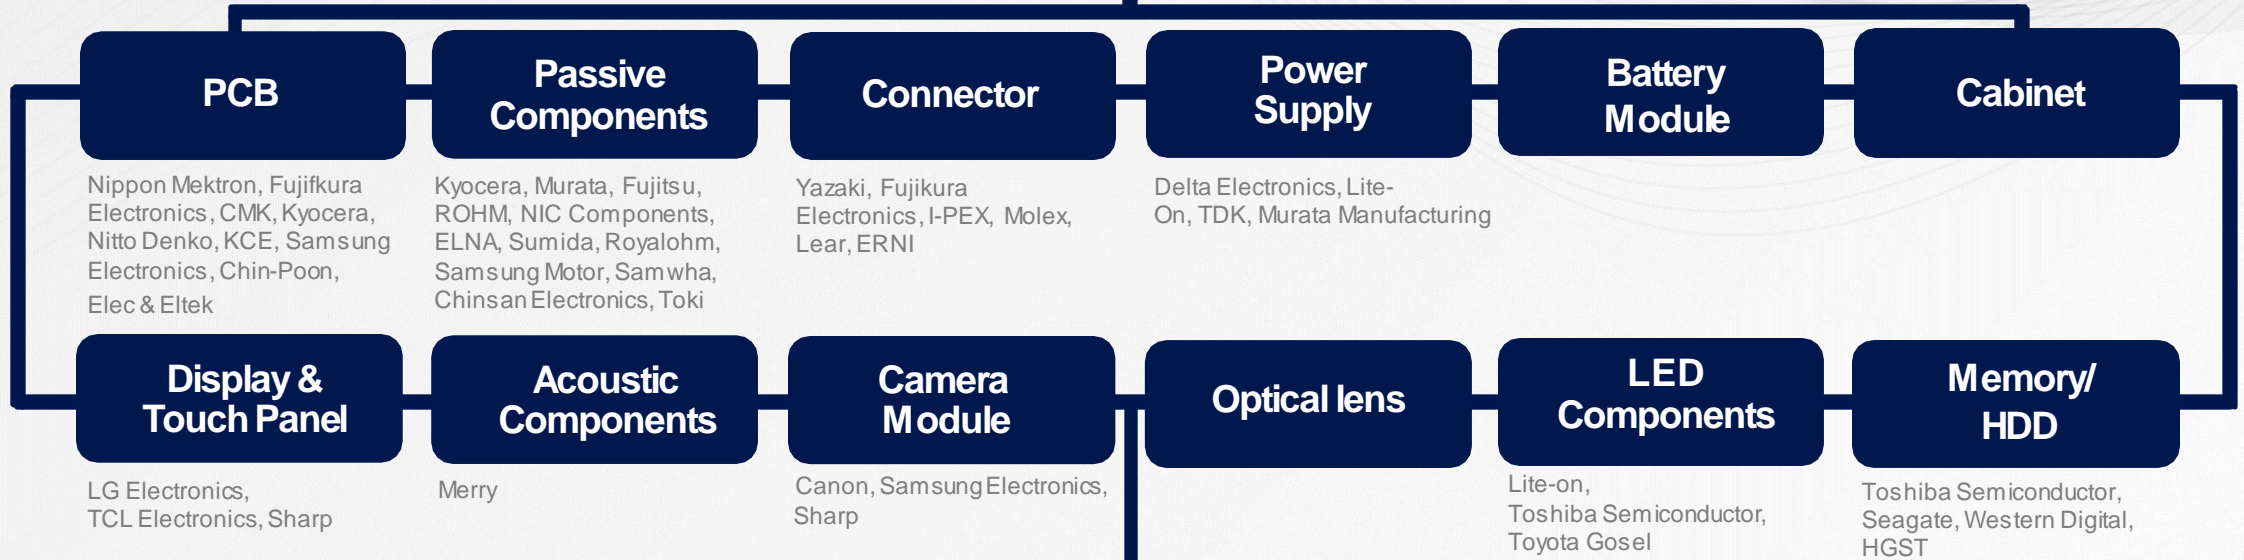 PCB
Nippon Mektron, Fujifkura
Electronics, CMK, Kyocera,
Nitto Denko, KCE, Samsung
Electronics, Chin-Poon,
Elec & Eltek
Passive
Components
Kyocera, Murata, Fujitsu,
ROHM, NIC Components,
ELNA, Sumida, Royalohm,
Samsung Motor, Samwha,
Chinsan Electronics, Toki
Connector
Yazaki, Fujikura
Electronics, I-PEX, Molex,
Lear, ERNI
Power
Supply
Delta Electronics, Lite-
On, TDK, Murata Manufacturing
Battery
Module
Cabinet
Display &
Touch Panel
LG Electronics,
TCL Electronics, Sharp
Acoustic
Components
Merry
Camera
Module
Canon, Samsung Electronics,
Sharp
Optical lens
LED
Components
Lite-on,
Toshiba Semiconductor,
Toyota Gosel
Memory/
HDD
Toshiba Semiconductor,
Seagate, Western Digital,
HGST